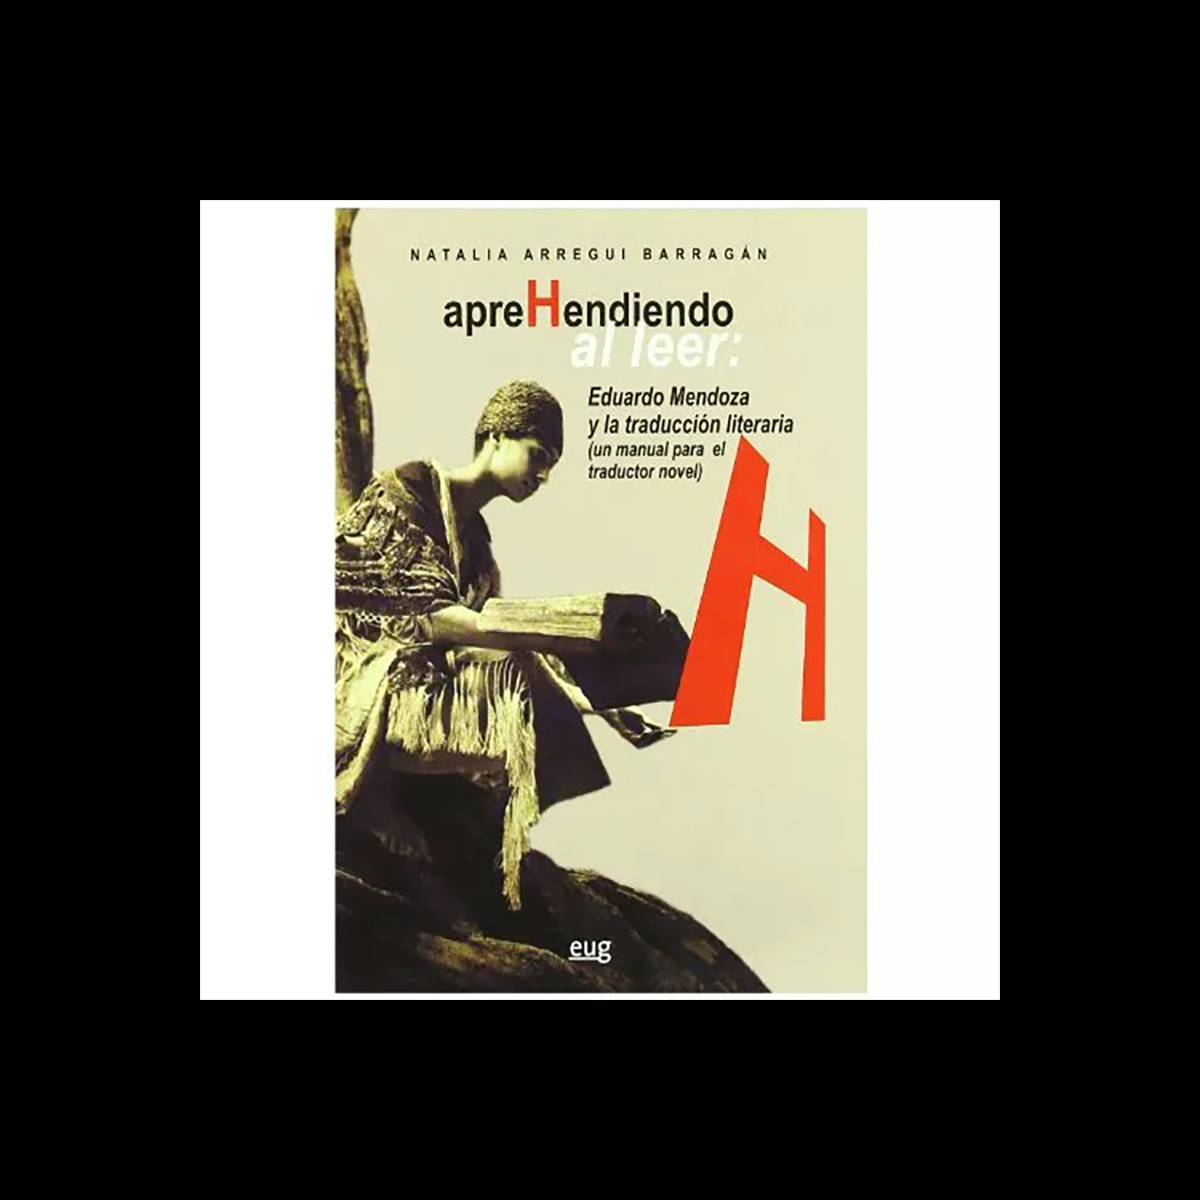 NATALIA ARREGUI BARRAGÁN
apreHendiendo
al leer:
Eduardo Mendoza
y la traducción literaria
(un manual para el
traductor novel)
H
eug